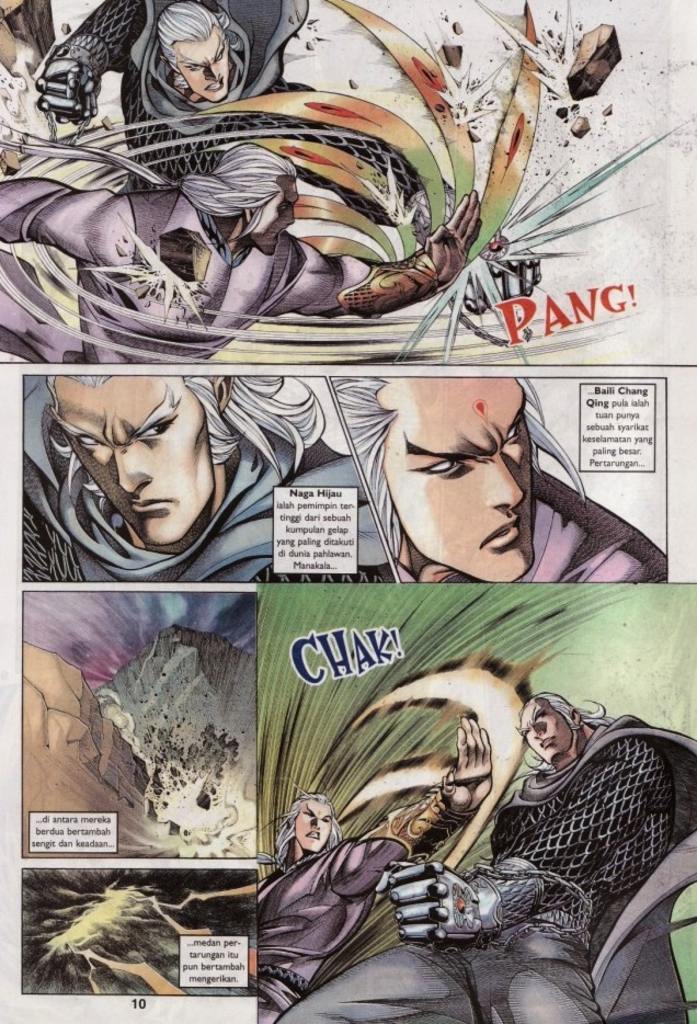 PANG!
Naga Hijau
ialah pemimpin ter-
tinggi dari sebuah
kumpulan gelap
yang paling ditakuti
di dunia pahlawan.
Manakala...
...Baili Chang
Qing pula ialah
tuan punya
sebuah syarikat
keselamatan yang
paling besar.
Pertarungan...
...di antara mereka
berdua bertambah
sengit dan keadaan...
CHAK!
...medan per-
tarungan itu
pun bertambah
mengerikan.
10